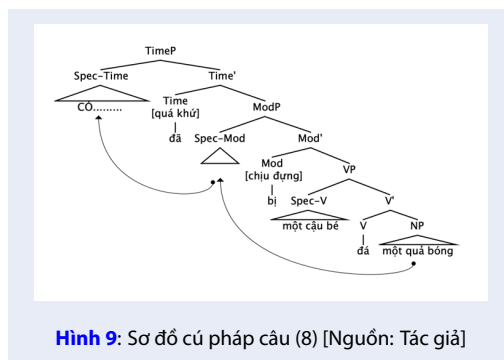 TimeP
Spec-Time Time'
CÓ.........
Time
[quá khứ]
ModP
đã
Spec-Mod Mod'
Mod
[chịu đựng]
VP
bị
Spec-V V'
một cậu bé
V NP
đá
một quả bóng
Hình 9: Sơ đồ cú pháp câu (8) [Nguồn: Tác giả]